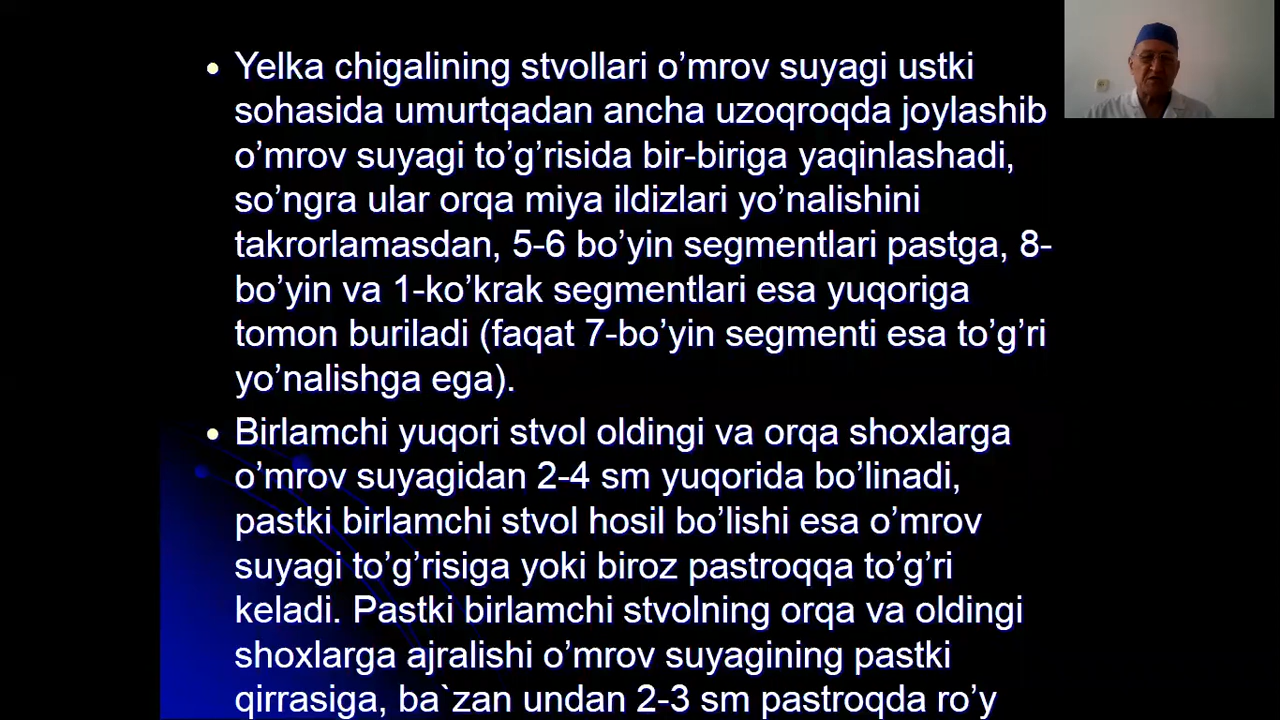 Yelka chigalining stvollari o’mrov suyagi ustki
sohasida umurtqadan ancha uzoqroqda joylashib
o’mrov suyagi to’g’risida bir-biriga yaqinlashadi,
so’ngra ular orqa miya ildizlari yo’nalishini
takrorlamasdan, 5-6 bo’yin segmentlari pastga, 8-
bo’yin va 1-ko’krak segmentlari esa yuqoriga
tomon buriladi (faqat 7-bo’yin segmenti esa to’g’ri
yo’nalishga ega).
Birlamchi yuqori stvol oldingi va orqa shoxlarga
o’mrov suyagidan 2-4 sm yuqorida bo’linadi,
pastki birlamchi stvol hosil bo’lishi esa o’mrov
suyagi to’g’risiga yoki biroz pastroqqa to’g’ri
keladi. Pastki birlamchi stvolning orqa va oldingi
shoxlarga ajralishi o’mrov suyagining pastki
qirrasiga, ba`zan undan 2-3 sm pastroqda ro’y